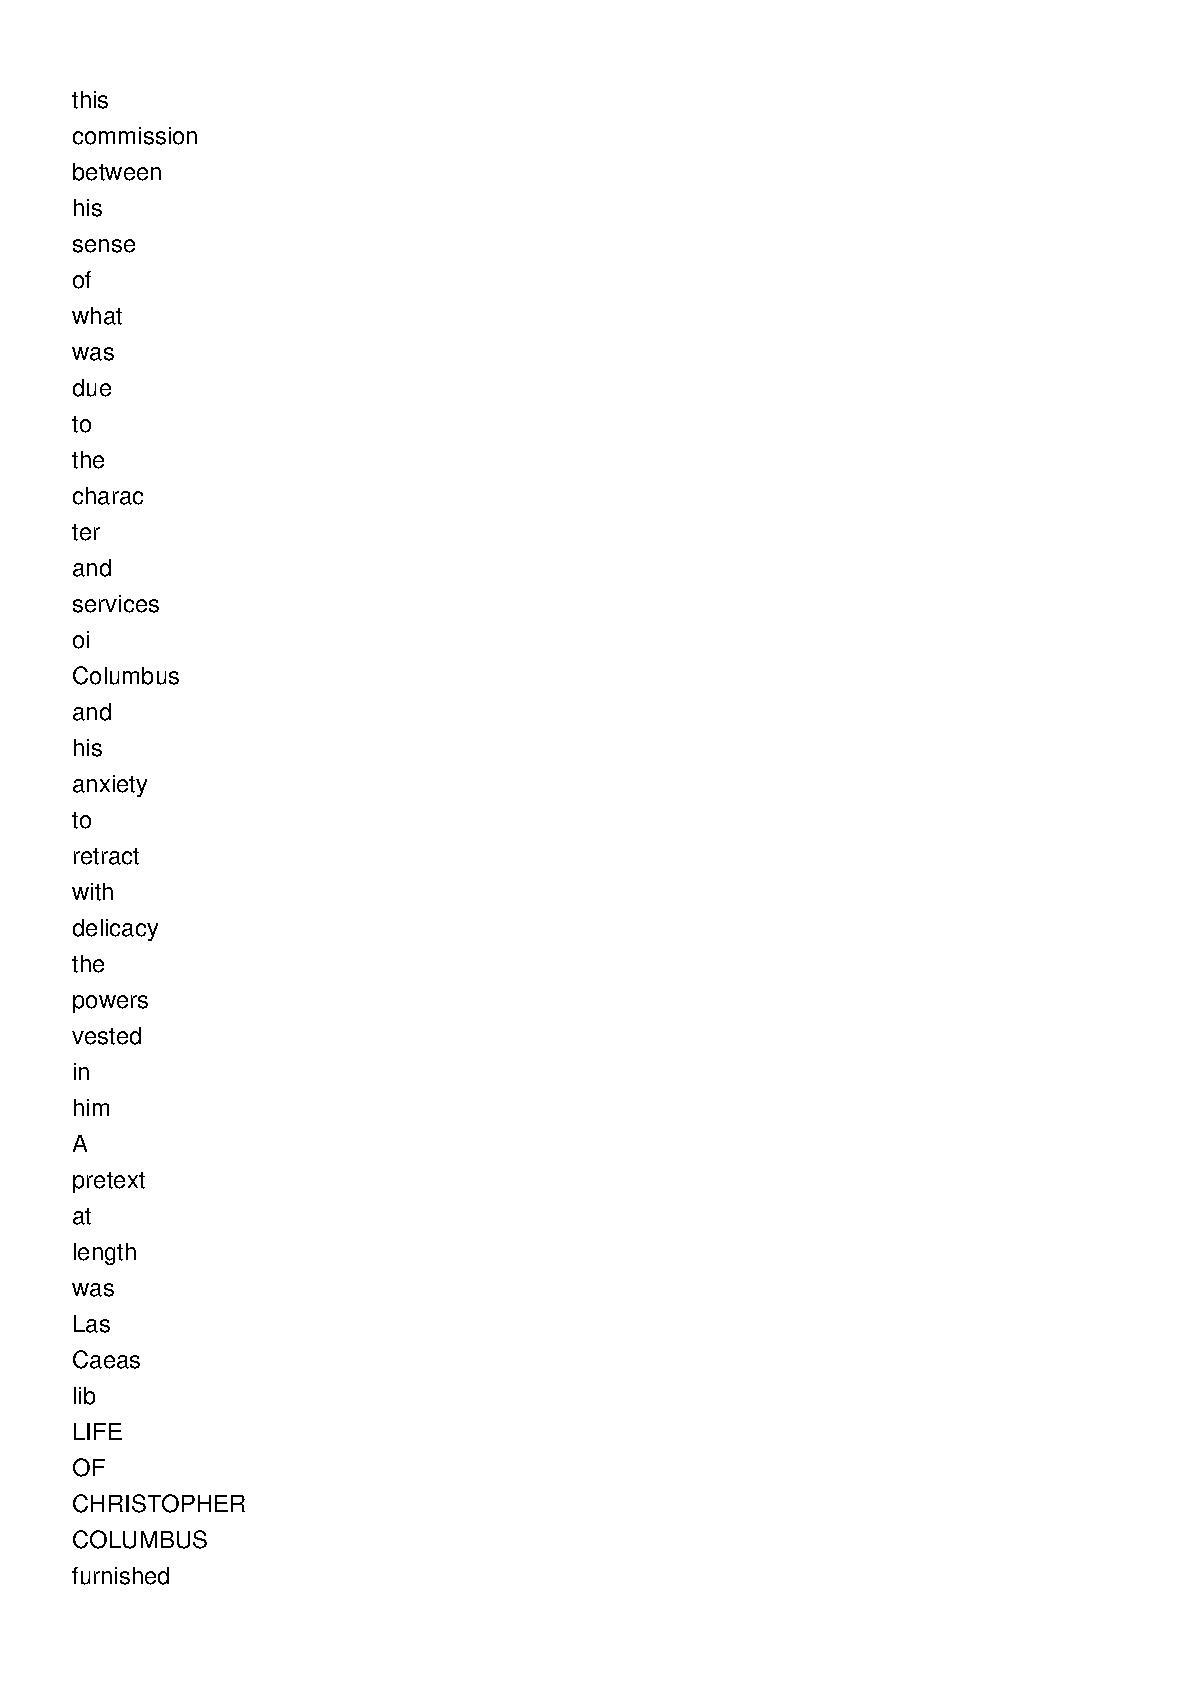 this
commission
between
his
sense
of
what
was
due
to
the
charac
ter
and
services
oi
Columbus
and
his
anxiety
to
retract
with
delicacy
the
powers
vested
in
him
A
pretext
at
length
was
Las
Caeas
lib
LIFE
OF
CHRISTOPHER
COLUMBUS
furnished